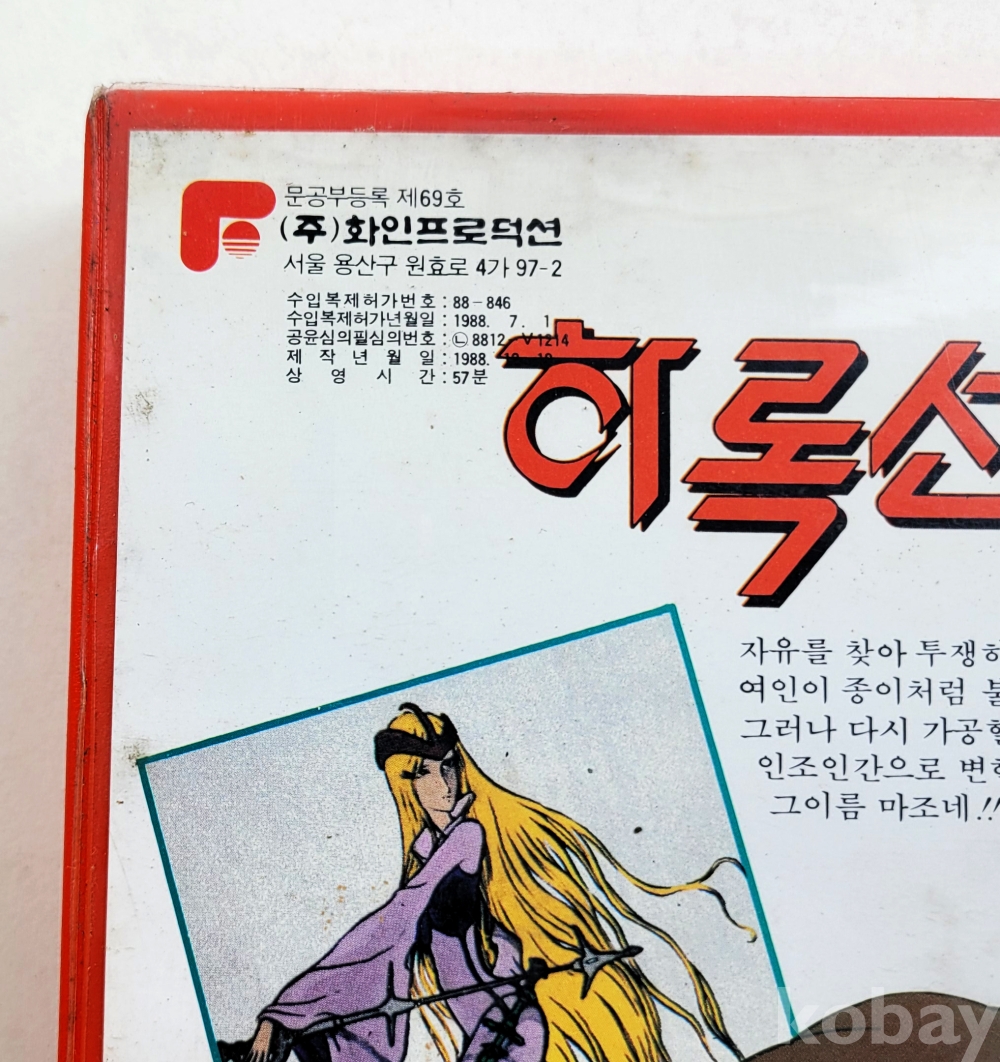 문공부등록 제69호
(주)화인프로덕션
서울 용산구 원효로 4가 97-2
수입복제허가번호 : 88-846
수입복제허가년월일 : 1988. 7. 1
공윤심의필심의번호 : ㉡8812-V1214
제작년월일 : 1988.
상영시간 : 57분
하록선
자유를 찾아 투쟁하
여인이 종이처럼 불
그러나 다시 가공할
인조인간으로 변
그이름 마조네.!!
kobay